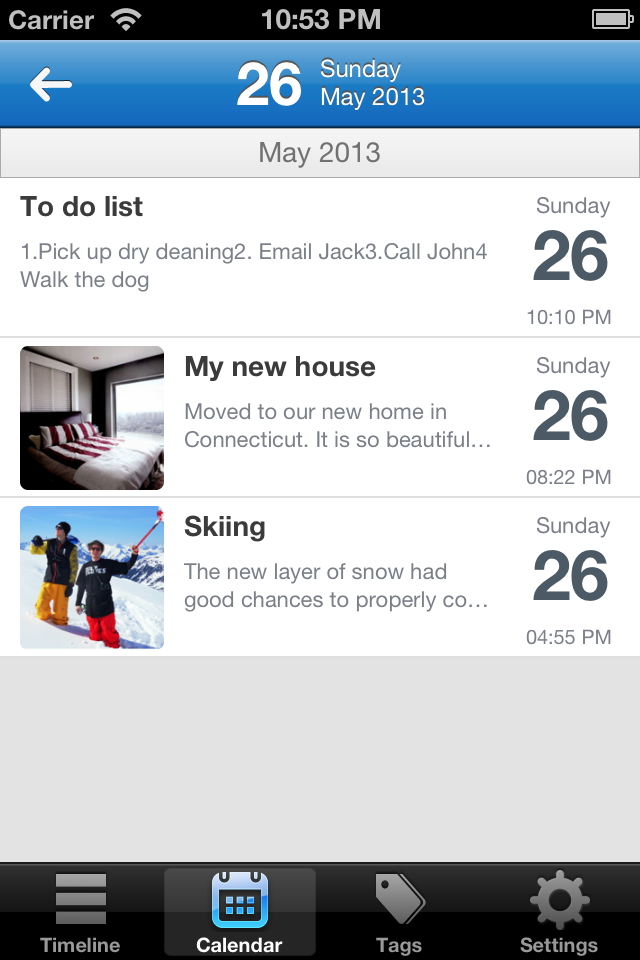 Carrier
10:53 PM
26
Sunday
May 2013
May 2013
To do list
1.Pick up dry deaning2. Email Jack3.Call John4
Walk the dog
Sunday
26
10:10 PM
My new house
Moved to our new home in
Connecticut. It is so beautiful…
Sunday
26
08:22 PM
Skiing
The new layer of snow had
good chances to properly co…
Sunday
26
04:55 PM
Timeline
Calendar
Tags
Settings